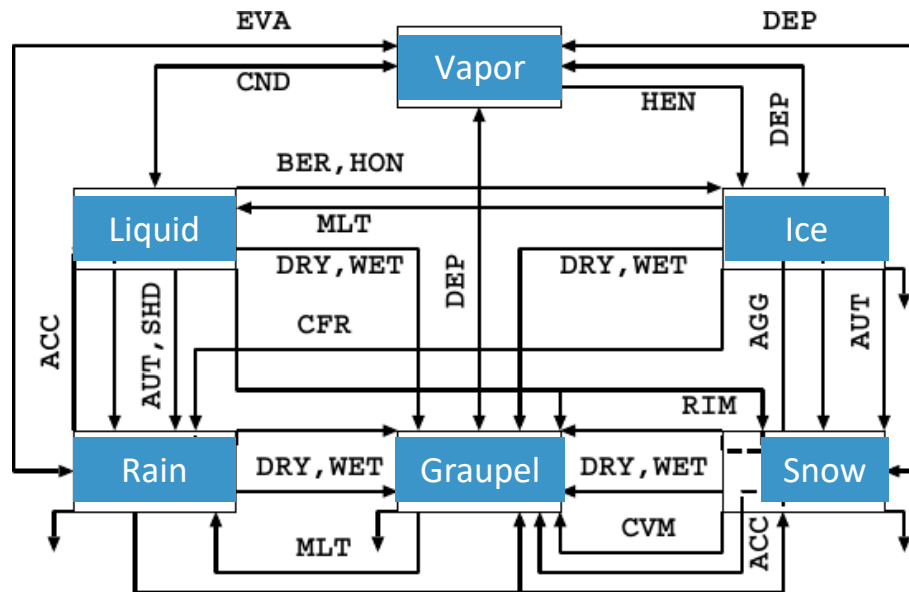 EVA
DEP
Vapor
CND
HEN
DEP
BER,HON
Liquid
MLT
Ice
DRY,WET
DEP
DRY,WET
ACC
AUT,SHD
CFR
AGG
AUT
RIM
Rain
DRY,WET
Graupel
DRY,WET
Snow
MLT
CVM
ACC